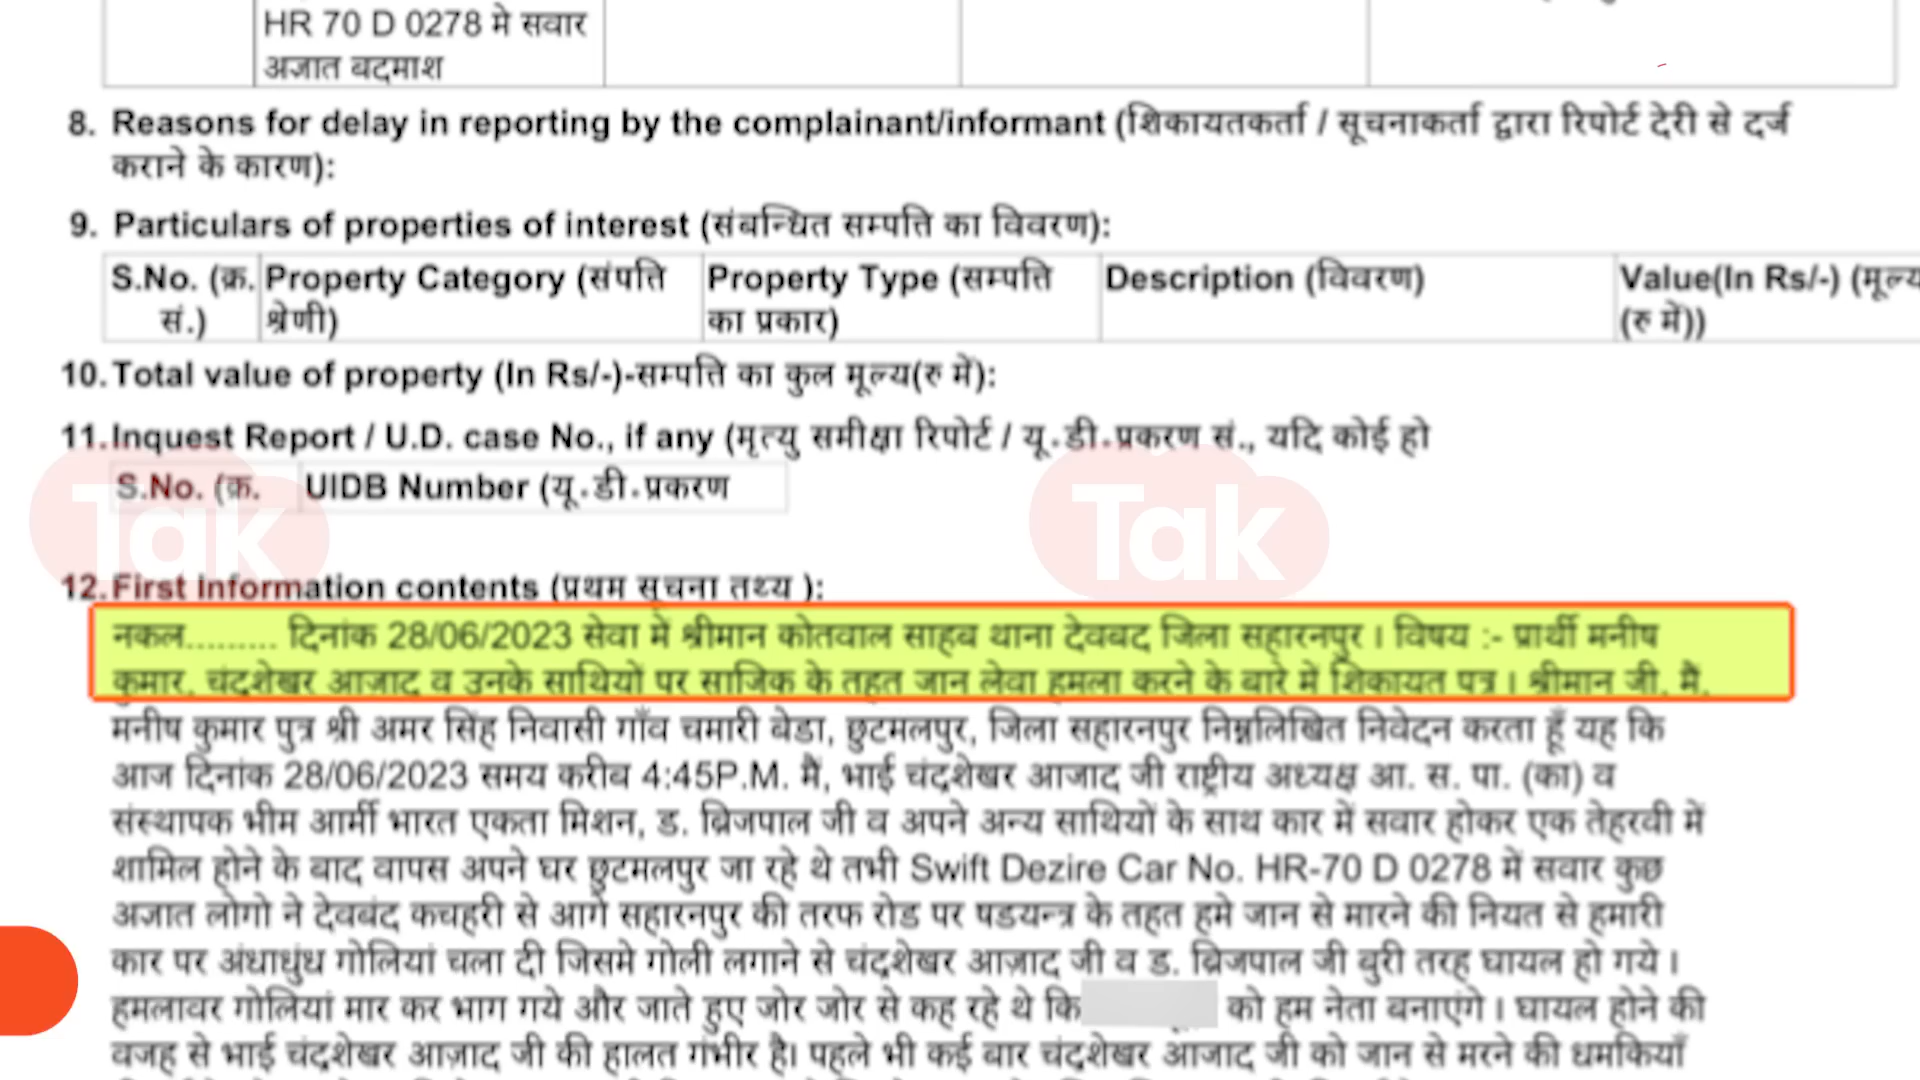 HR 70 D 0278 मे सवार
अज्ञात बदमाश
8. Reasons for delay in reporting by the complainant/informant (शिकायतकर्ता / सूचनाकर्ता द्वारा रिपोर्ट देरी से दर्ज
कराने के कारण):
9. Particulars of properties of interest (संबन्धित सम्पत्ति का विवरण):
S.No. (क्र. Property Category (संपत्ति Property Type (सम्पत्ति Description (विवरण) Value(In Rs/-) (मूल्य
सं.) श्रेणी) का प्रकार) (रु में))
10. Total value of property (In Rs/-)-सम्पत्ति का कुल मूल्य(रु में):
11. Inquest Report / U.D. case No., if any (मृत्यु समीक्षा रिपोर्ट / यू.डी.प्रकरण सं., यदि कोई हो
S.No. (क्र. UIDB Number (यू.डी.प्रकरण
Tak Tak
12. First Information contents (प्रथम सूचना तथ्य ):
नकल......... दिनांक 28/06/2023 सेवा मे श्रीमान कोतवाल साहब थाना देवबद जिला सहारनपुर । विषय :- प्रार्थी मनीष
कुमार, चंद्रशेखर आजाद व उनके साथियों पर साजिक के तहत जान लेवा हमला करने के बारे में शिकायत पत्र । श्रीमान जी, मै,
मनीष कुमार पुत्र श्री अमर सिंह निवासी गाँव चमारी बेडा, छुटमलपुर, जिला सहारनपुर निम्नलिखित निवेदन करता हूँ यह कि
आज दिनांक 28/06/2023 समय करीब 4:45P.M. मैं, भाई चंद्रशेखर आजाद जी राष्ट्रीय अध्यक्ष आ. स. पा. (का) व
संस्थापक भीम आर्मी भारत एकता मिशन, ड. ब्रिजपाल जी व अपने अन्य साथियों के साथ कार में सवार होकर एक तेहरवी में
शामिल होने के बाद वापस अपने घर छुटमलपुर जा रहे थे तभी Swift Dezire Car No. HR-70 D 0278 में सवार कुछ
अज्ञात लोगो ने देवबंद कचहरी से आगे सहारनपुर की तरफ रोड पर षडयन्त्र के तहत हमे जान से मारने की नियत से हमारी
कार पर अंधाधुंध गोलियां चला दी जिसमे गोली लगाने से चंद्रशेखर आज़ाद जी व ड. ब्रिजपाल जी बुरी तरह घायल हो गये ।
हमलावर गोलियां मार कर भाग गये और जाते हुए जोर जोर से कह रहे थे कि को हम नेता बनाएंगे । घायल होने की
वजह से भाई चंद्रशेखर आज़ाद जी की हालत गंभीर है। पहले भी कई बार चंद्रशेखर आजाद जी को जान से मरने की धमकियाँ